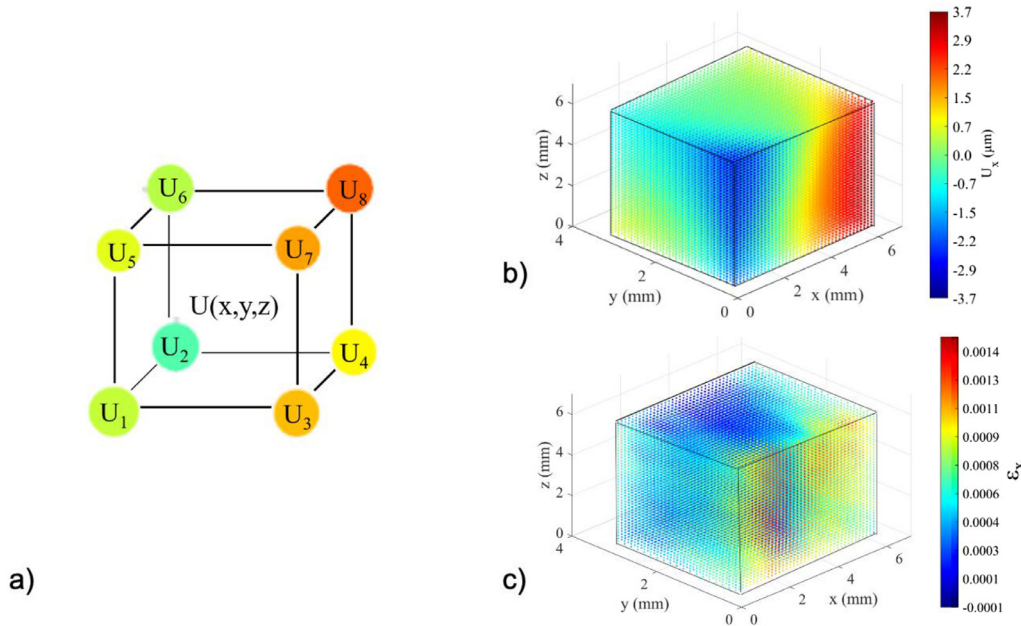 a)
U6
U8
U5
U7
U(x,y,z)
U2
U4
U1
U3
b)
z (mm)
6
4
2
0
4
2
0
y (mm)
0
2
4
6
x (mm)
3.7
2.9
2.2
1.5
0.7
0.0
-0.7
-1.5
-2.2
-2.9
-3.7
Ux (μm)
c)
z (mm)
6
4
2
0
4
2
0
y (mm)
0
2
4
6
x (mm)
0.0014
0.0013
0.0011
0.0009
0.0008
0.0006
0.0004
0.0003
0.0001
-0.0001
εx